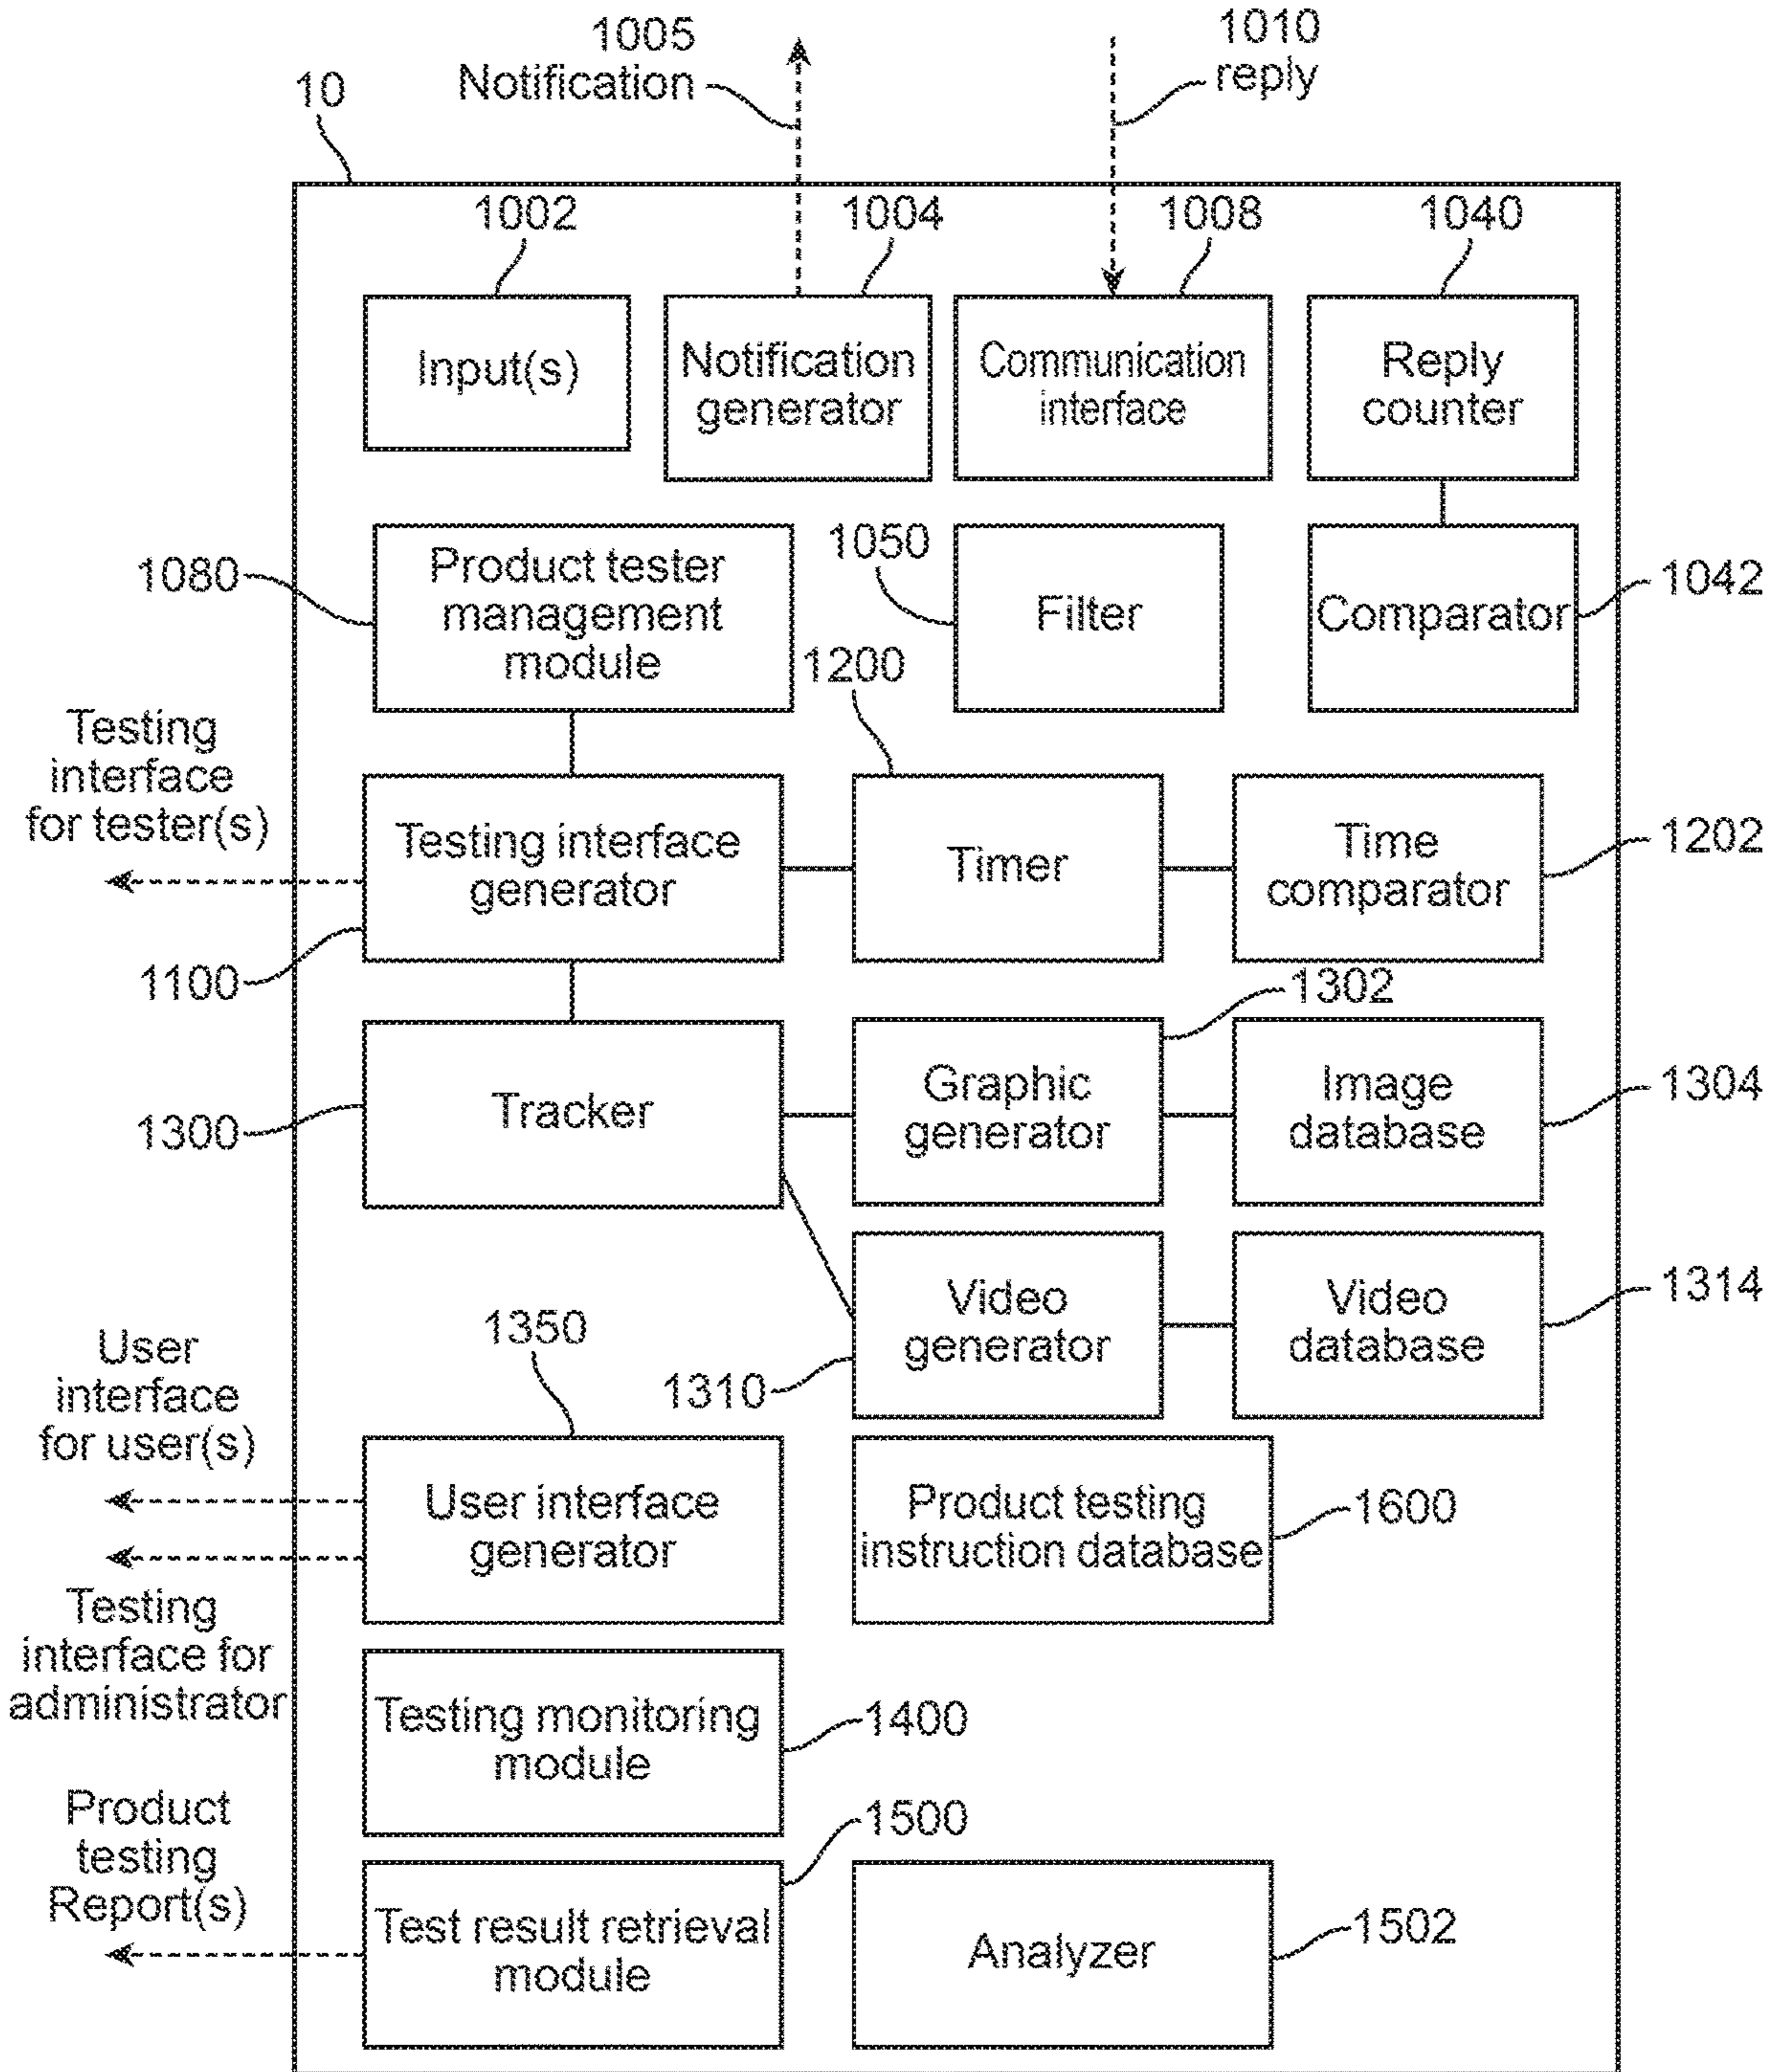 1005
Notification
1010
reply
10
1002
1004
1008
1040
Input(s)
Notification
generator
Communication
interface
Reply
counter
1080
Product tester
management
module
1050
Filter
Comparator
1042
1200
Testing
interface
for tester(s)
Testing interface
generator
Timer
Time
comparator
1202
1100
1302
1300
Tracker
Graphic
generator
Image
database
1304
Video
generator
Video
database
1314
1310
1350
User
interface
for user(s)
User interface
generator
Product testing
instruction database
1600
Testing
interface for
administrator
Testing monitoring
module
1400
Product
testing
Report(s)
1500
Test result retrieval
module
Analyzer
1502